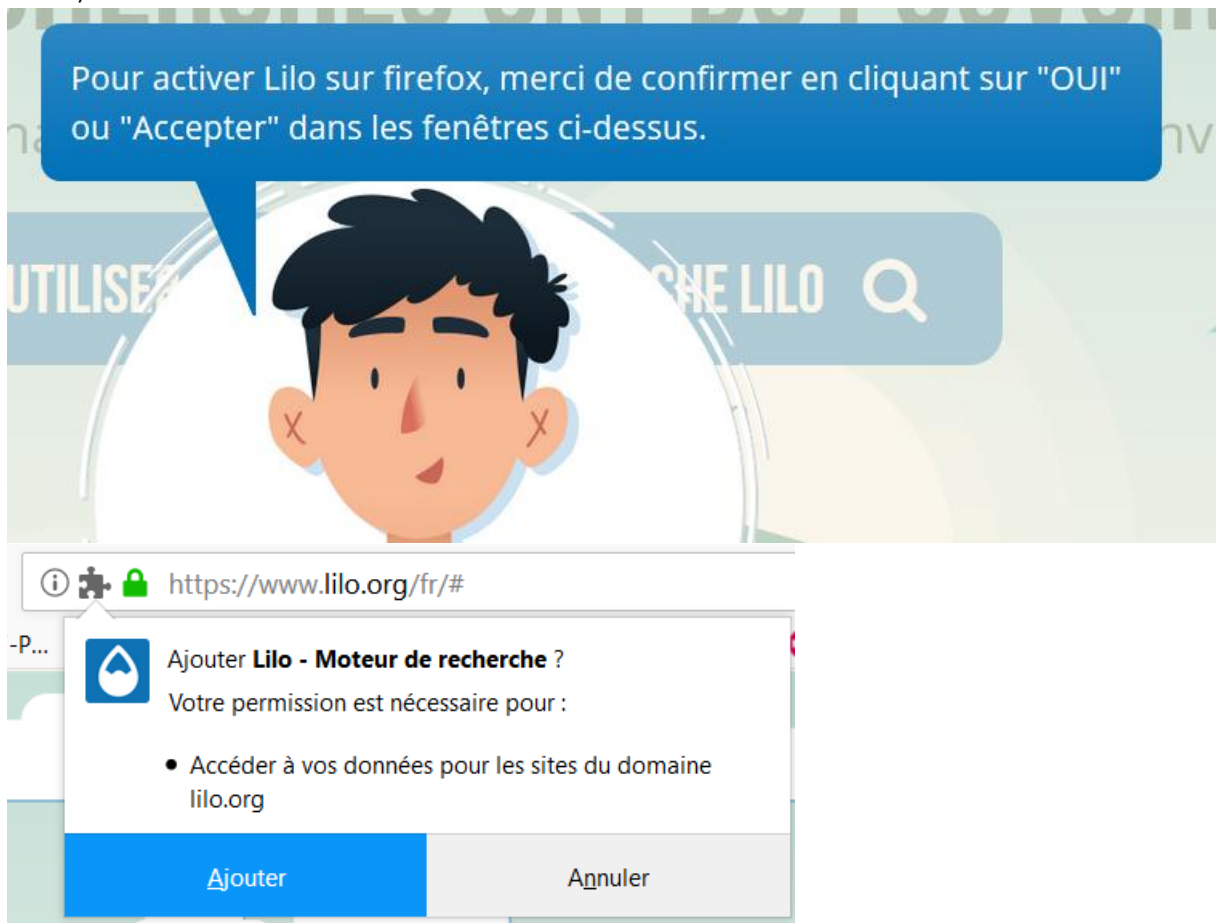 Pour activer Lilo sur firefox, merci de confirmer en cliquant sur "OUI"
ou "Accepter" dans les fenêtres ci-dessus.
LILO
https://www.lilo.org/fr/#
-P...
Ajouter Lilo - Moteur de recherche ?
Votre permission est nécessaire pour :
• Accéder à vos données pour les sites du domaine
lilo.org
Ajouter
Annuler